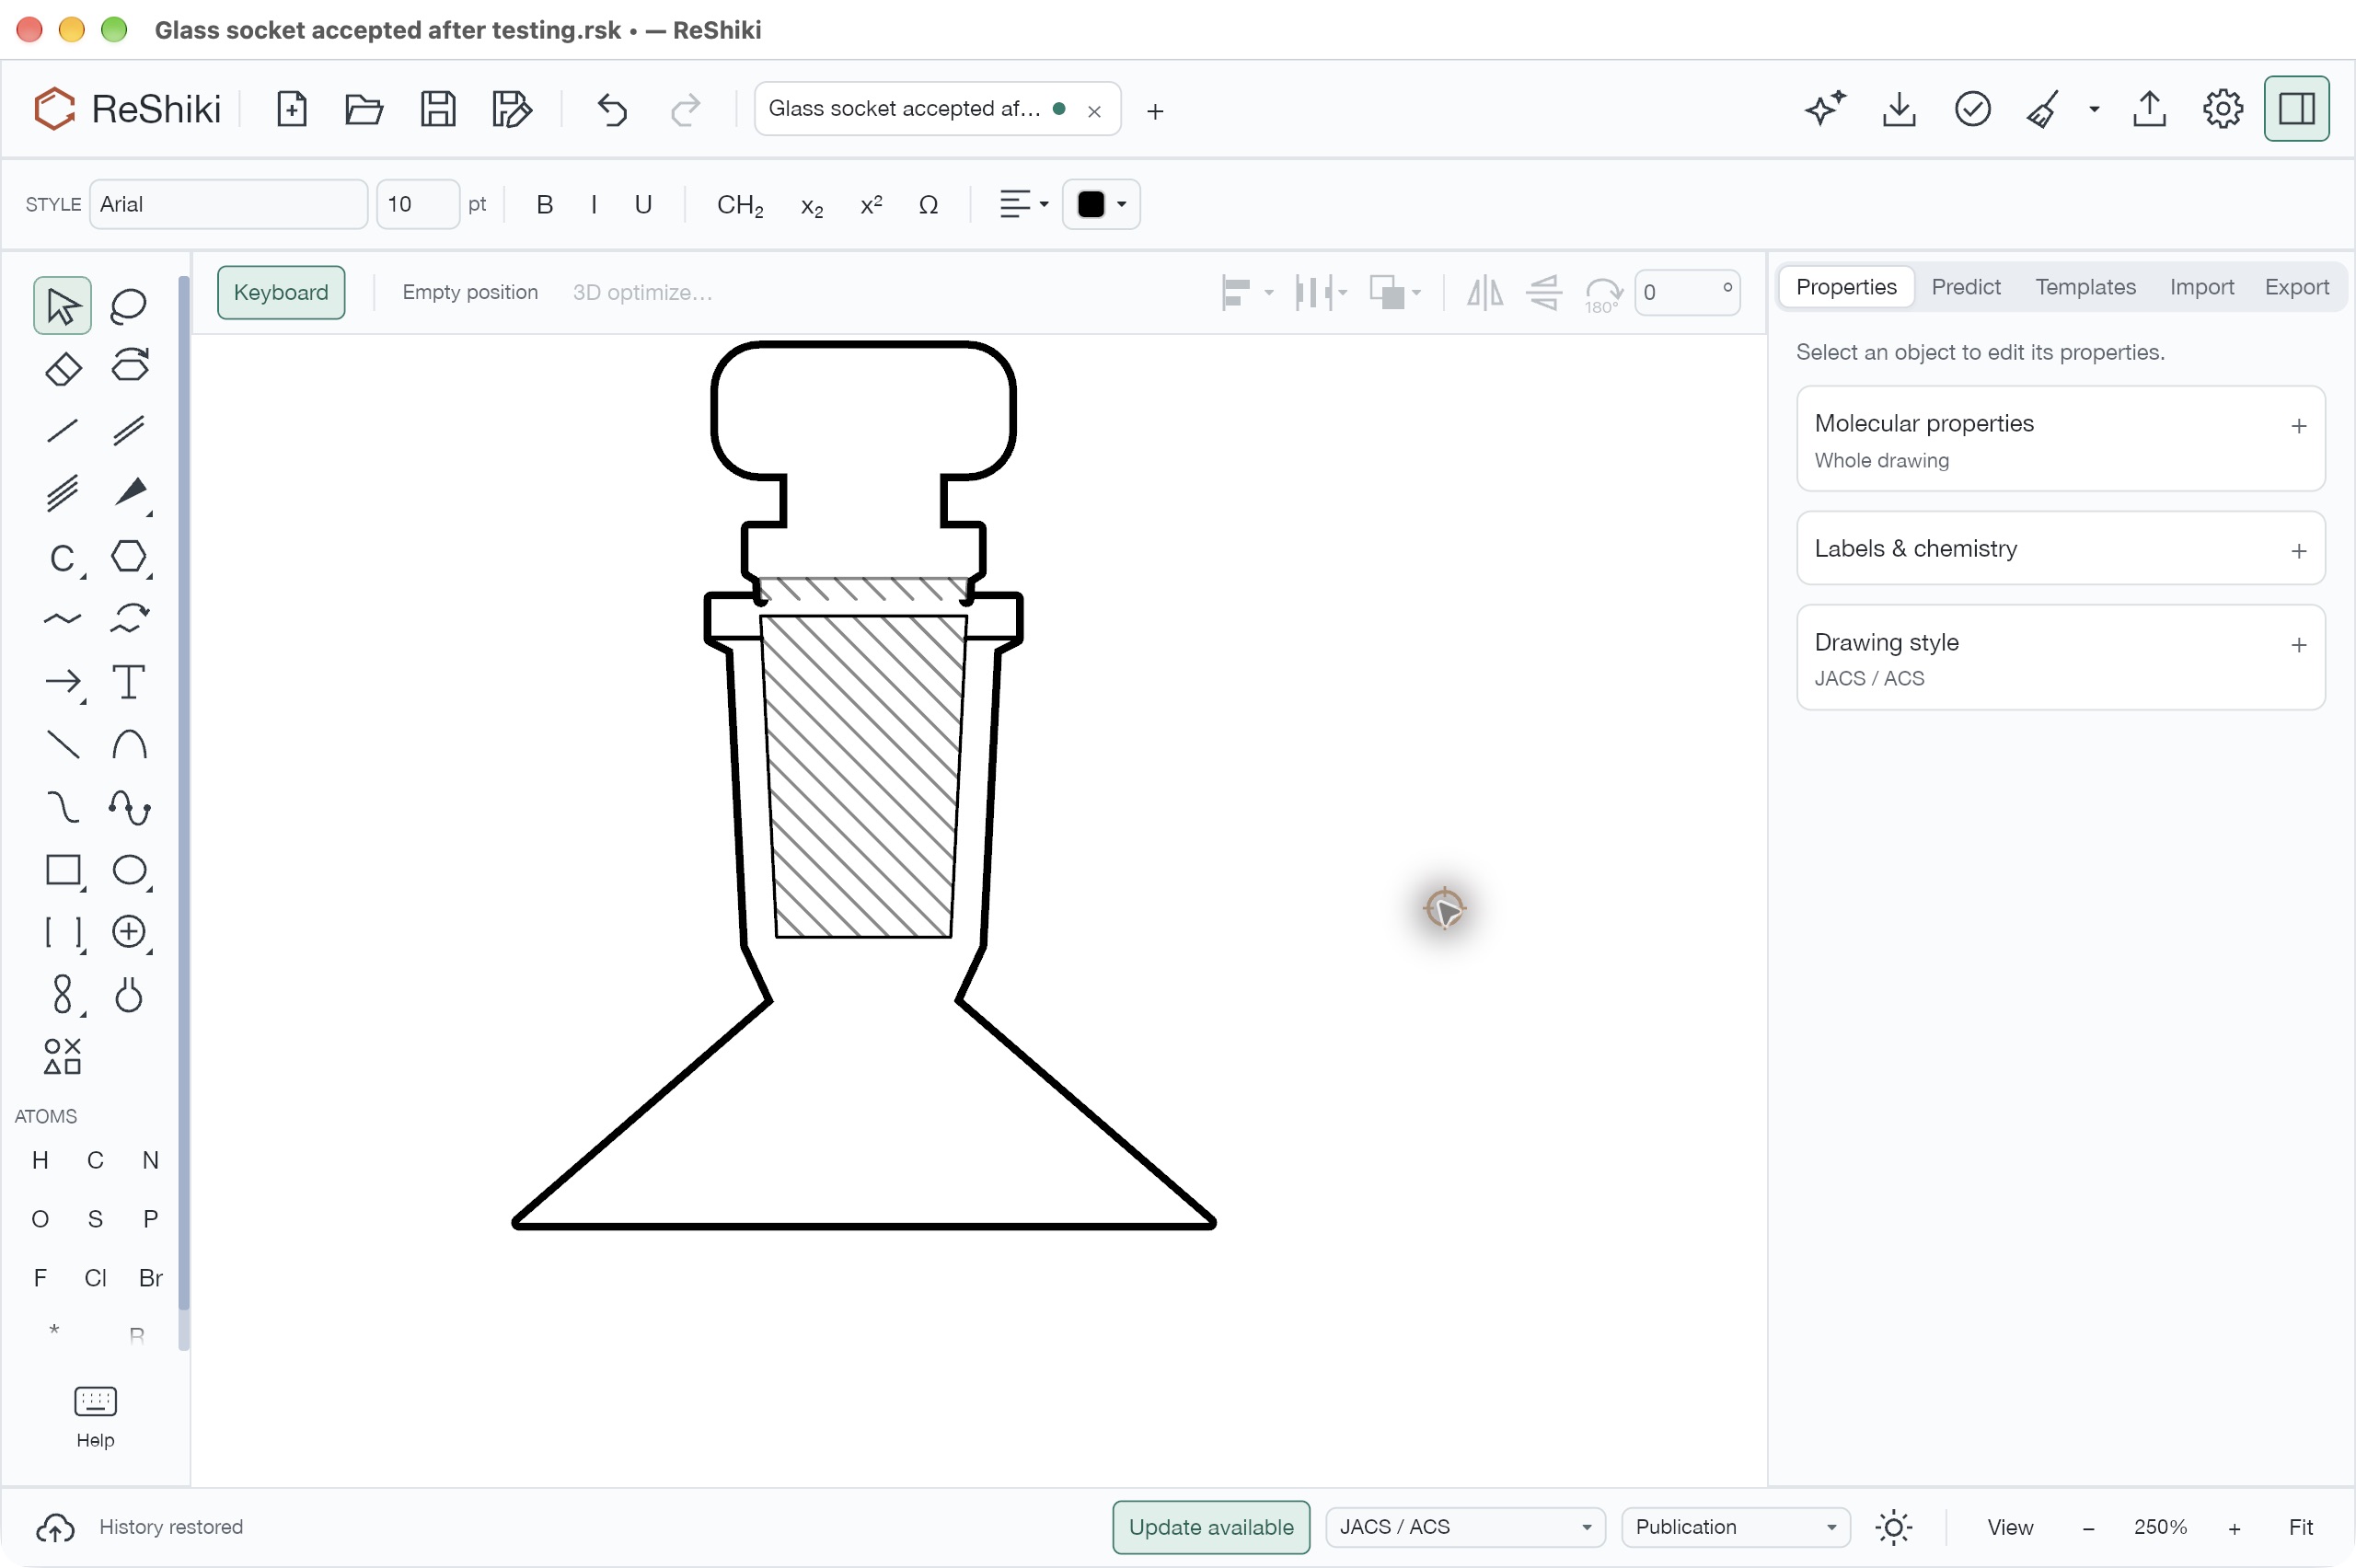 Glass socket accepted after testing.rsk • — ReShiki
ReShiki
Glass socket accepted af...
STYLE Arial 10 pt B I U CH₂ x₂ x² Ω
Keyboard Empty position 3D optimize... 180° 0 °
Properties Predict Templates Import Export
Select an object to edit its properties.
Molecular properties
Whole drawing
Labels & chemistry
Drawing style
JACS / ACS
C
T
ATOMS
H C N
O S P
F Cl Br
* R
Help
History restored Update available JACS / ACS Publication View – 250% + Fit